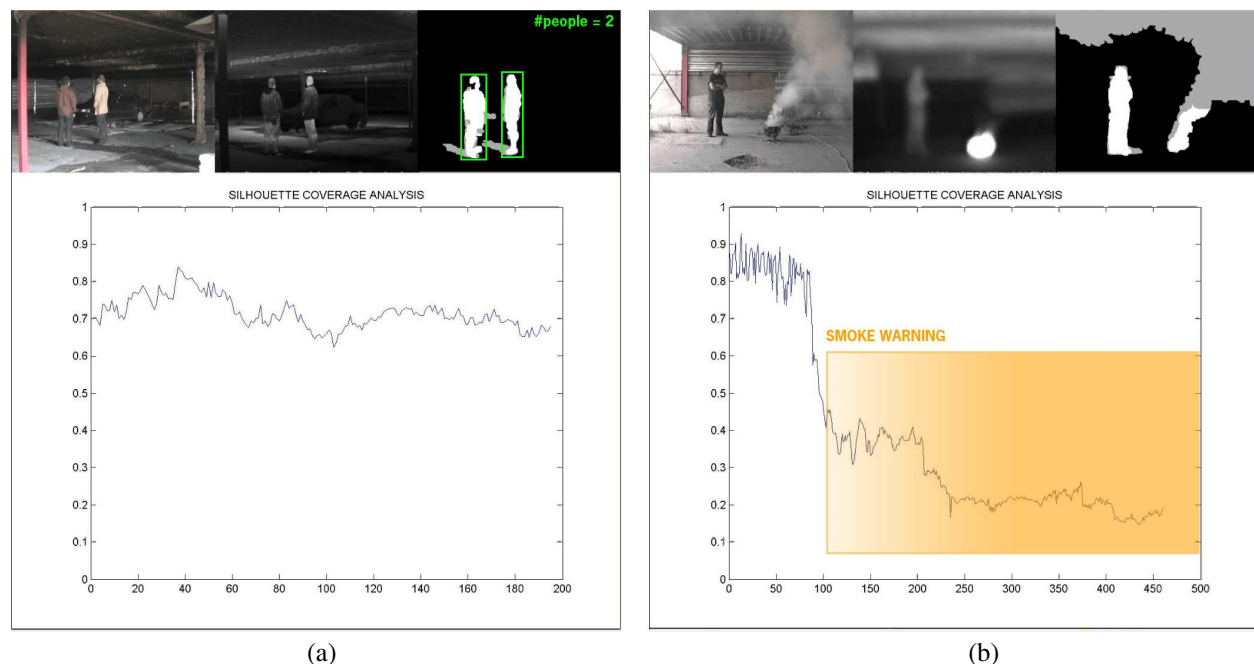 #people = 2
SILHOUETTE COVERAGE ANALYSIS
1
0.9
0.8
0.7
0.6
0.5
0.4
0.3
0.2
0.1
0
0 20 40 60 80 100 120 140 160 180 200
(a)
SILHOUETTE COVERAGE ANALYSIS
1
0.9
0.8
0.7
0.6
0.5
0.4
0.3
0.2
0.1
0
SMOKE WARNING
0 50 100 150 200 250 300 350 400 450 500
(b)